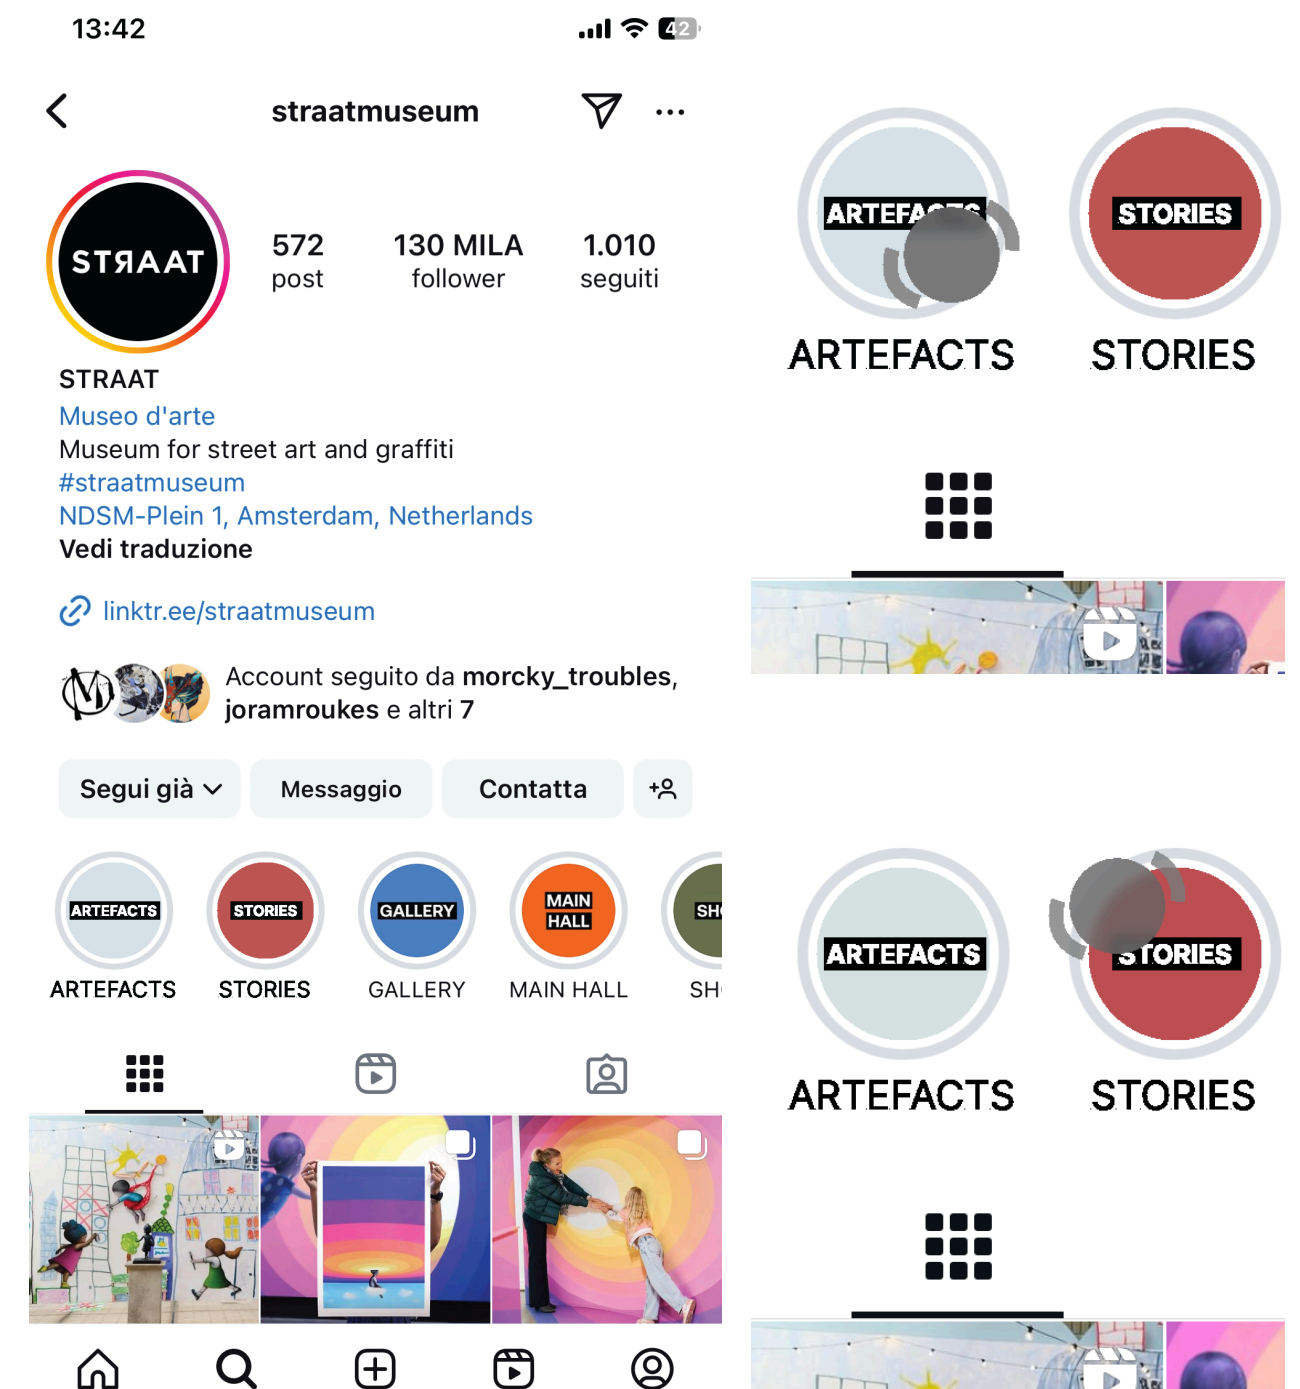 13:42
42
straatmuseum
STRAAT
572
130 MILA
1.010
post
follower
seguiti
STRAAT
Museo d'arte
Museum for street art and graffiti
#straatmuseum
NDSM-Plein 1, Amsterdam, Netherlands
Vedi traduzione
linktr.ee/straatmuseum
Account seguito da morcky_troubles,
joramroukes e altri 7
Segui già
Messaggio
Contatta
ARTEFACTS
STORIES
GALLERY
MAIN
HALL
ARTEFACTS
STORIES
GALLERY
MAIN HALL
STORIES
ARTEFACTS
STORIES
ARTEFACTS
STORIES
ARTEFACTS
STORIES